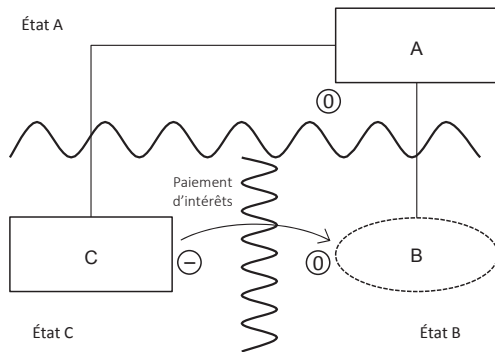 État A
A
0
Paiement
d'intérêts
C
–
0
B
État C
État B